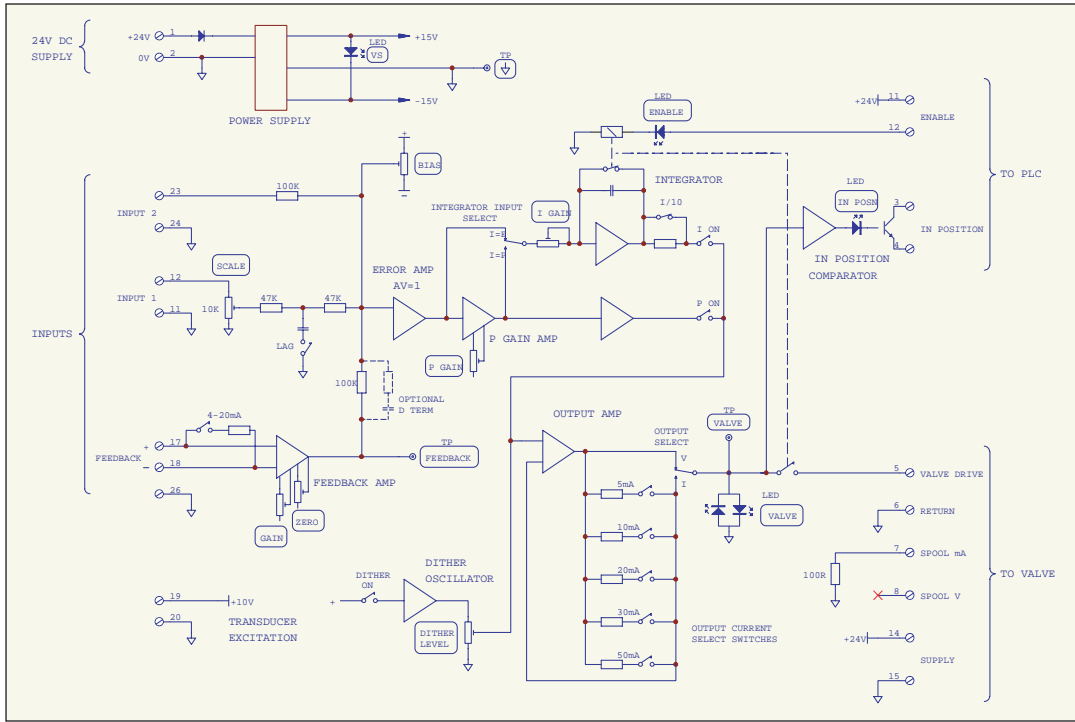 24V DC
SUPPLY
+24V
1
0V
2
POWER SUPPLY
LED
VS
+15V
-15V
TP
+
BIAS
LED
ENABLE
+24V
11
12
ENABLE
TO PLC
INPUTS
23
100K
INPUT 2
24
12
SCALE
INPUT 1
10K
11
47K
47K
LAG
ERROR AMP
AV=1
INTEGRATOR INPUT
SELECT
I=E
I=P
I GAIN
INTEGRATOR
I/10
I ON
P ON
P GAIN AMP
P GAIN
LED
IN POSN
3
4
IN POSITION
IN POSITION
COMPARATOR
100K
OPTIONAL
D TERM
4-20mA
+
17
FEEDBACK
18
26
FEEDBACK AMP
TP
FEEDBACK
ZERO
GAIN
19
+10V
20
TRANSDUCER
EXCITATION
DITHER
ON
+
DITHER
OSCILLATOR
DITHER
LEVEL
OUTPUT AMP
OUTPUT
SELECT
V
I
5mA
10mA
20mA
30mA
50mA
OUTPUT CURRENT
SELECT SWITCHES
TP
VALVE
LED
VALVE
5
VALVE DRIVE
6
RETURN
7
SPOOL mA
100R
8
SPOOL V
+24V
14
SUPPLY
15
TO VALVE